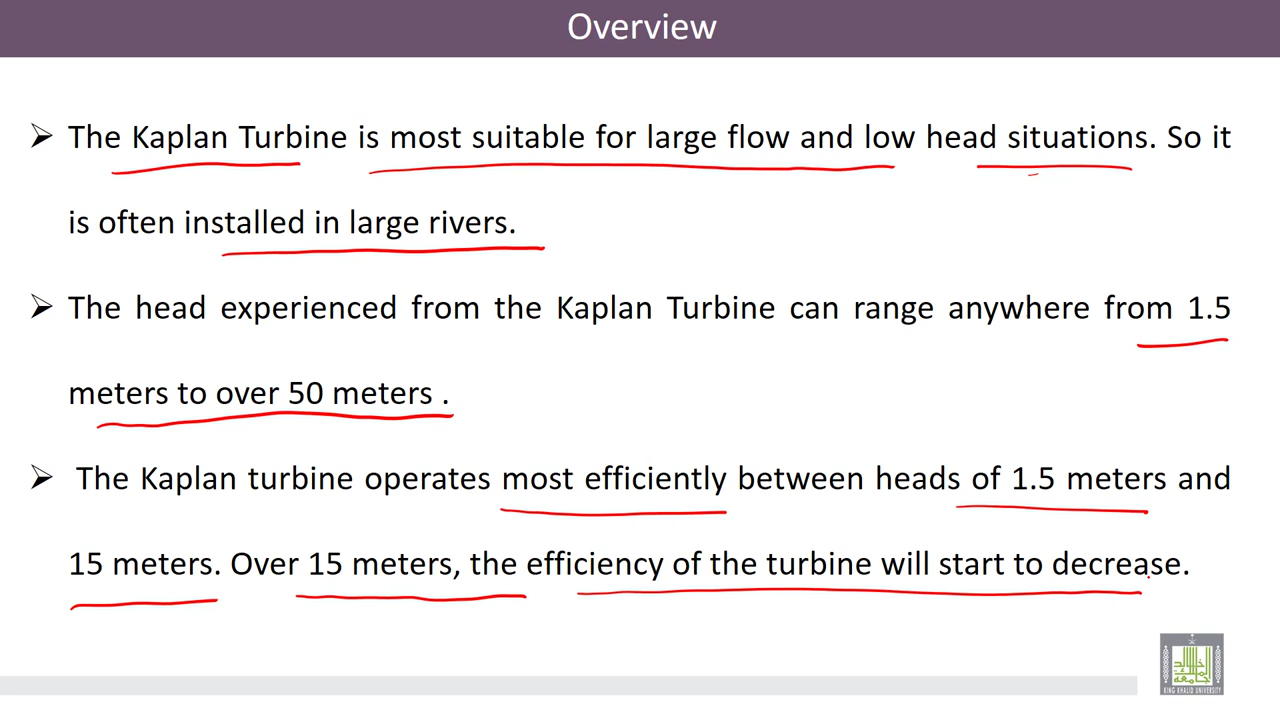 Overview
➢ The Kaplan Turbine is most suitable for large flow and low head situations. So it
is often installed in large rivers.
➢ The head experienced from the Kaplan Turbine can range anywhere from 1.5
meters to over 50 meters .
➢ The Kaplan turbine operates most efficiently between heads of 1.5 meters and
15 meters. Over 15 meters, the efficiency of the turbine will start to decrease.
KING KHALID UNIVERSITY